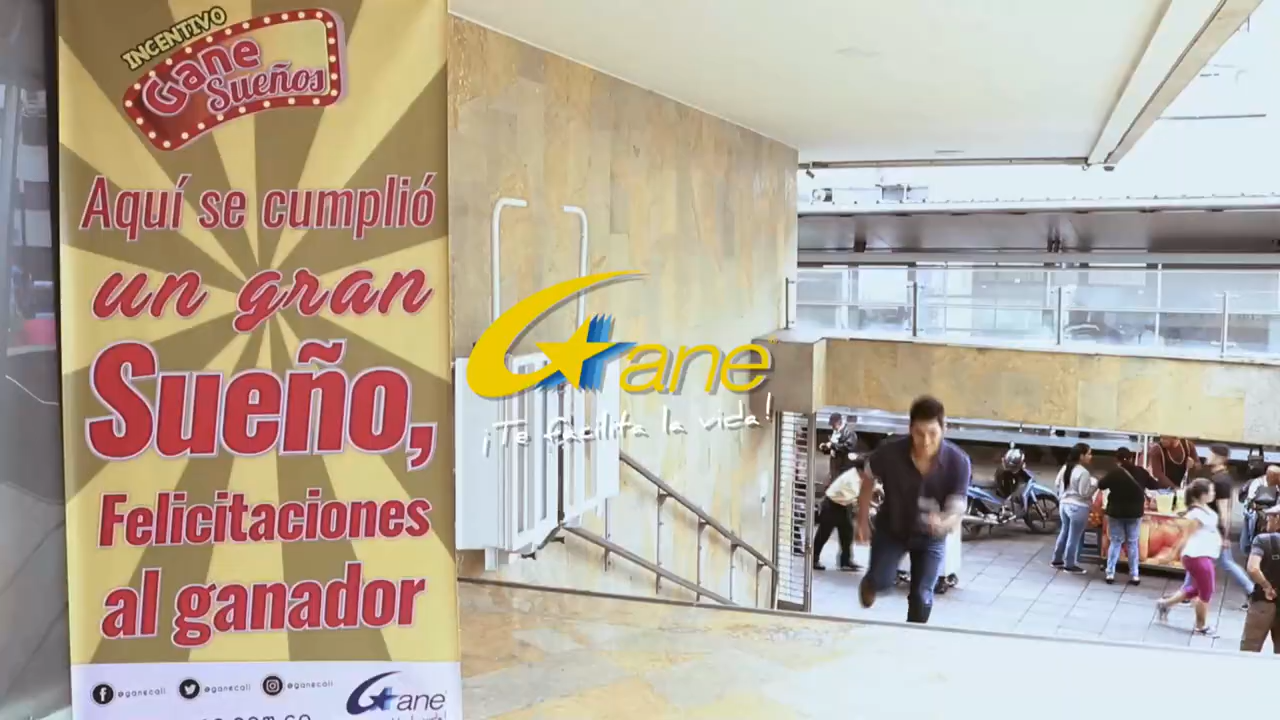 INCENTIVO
Gane
Sueños
Aquí se cumplió
un gran
Sueño,
Felicitaciones
al ganador
@ganecali @ganecali @ganecali
Gane
Gane
¡Te facilita la vida!